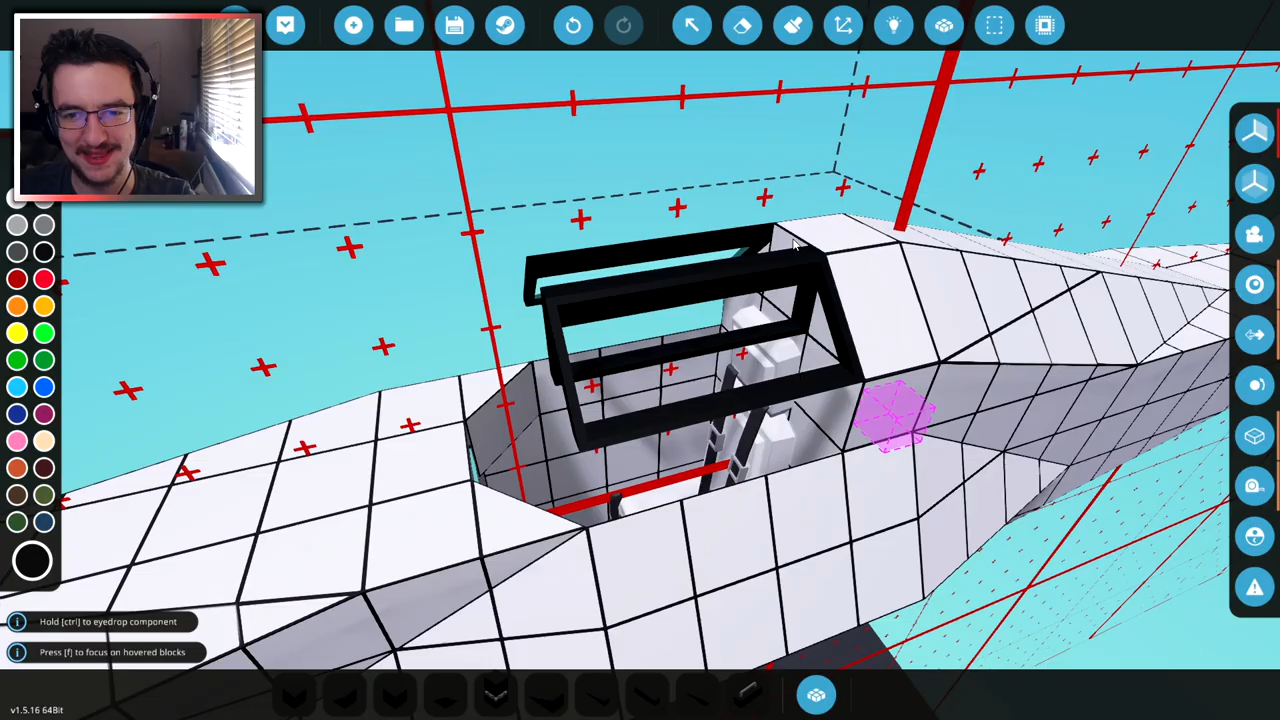 Hold [ctrl] to eyedrop component
Press [f] to focus on hovered blocks
v1.5.16 64Bit